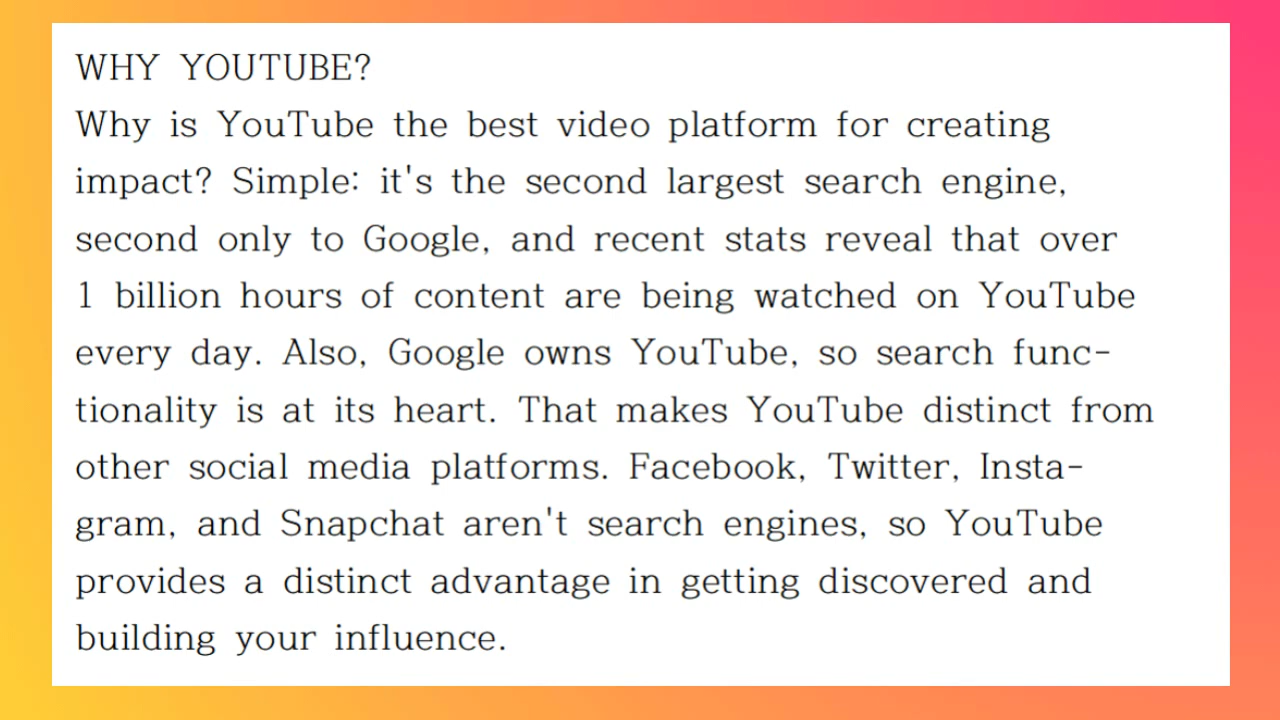 WHY YOUTUBE?
Why is YouTube the best video platform for creating
impact? Simple: it's the second largest search engine,
second only to Google, and recent stats reveal that over
1 billion hours of content are being watched on YouTube
every day. Also, Google owns YouTube, so search func-
tionality is at its heart. That makes YouTube distinct from
other social media platforms. Facebook, Twitter, Insta-
gram, and Snapchat aren't search engines, so YouTube
provides a distinct advantage in getting discovered and
building your influence.